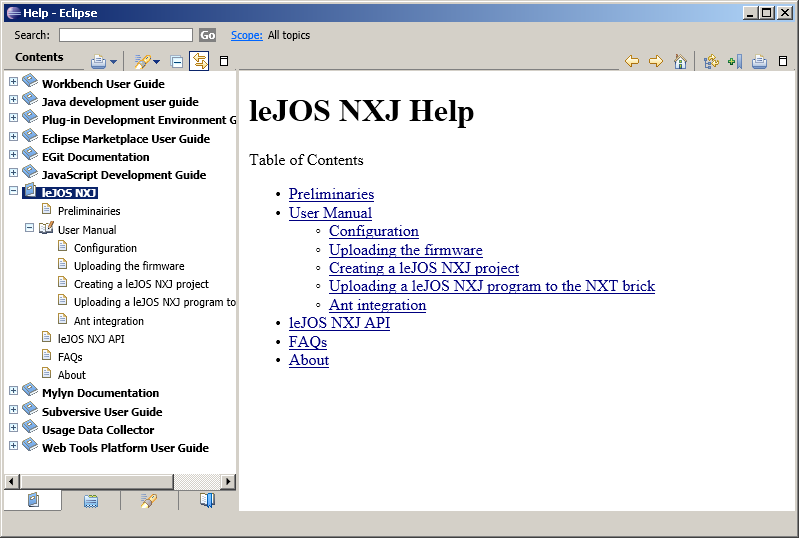 Help - Eclipse
Search: Go Scope: All topics
Contents
Workbench User Guide
Java development user guide
Plug-in Development Environment G
Eclipse Marketplace User Guide
EGit Documentation
JavaScript Development Guide
leJOS NXJ
Preliminairies
User Manual
Configuration
Uploading the firmware
Creating a leJOS NXJ project
Uploading a leJOS NXJ program to
Ant integration
leJOS NXJ API
FAQs
About
Mylyn Documentation
Subversive User Guide
Usage Data Collector
Web Tools Platform User Guide
leJOS NXJ Help
Table of Contents
Preliminaries
User Manual
Configuration
Uploading the firmware
Creating a leJOS NXJ project
Uploading a leJOS NXJ program to the NXT brick
Ant integration
leJOS NXJ API
FAQs
About